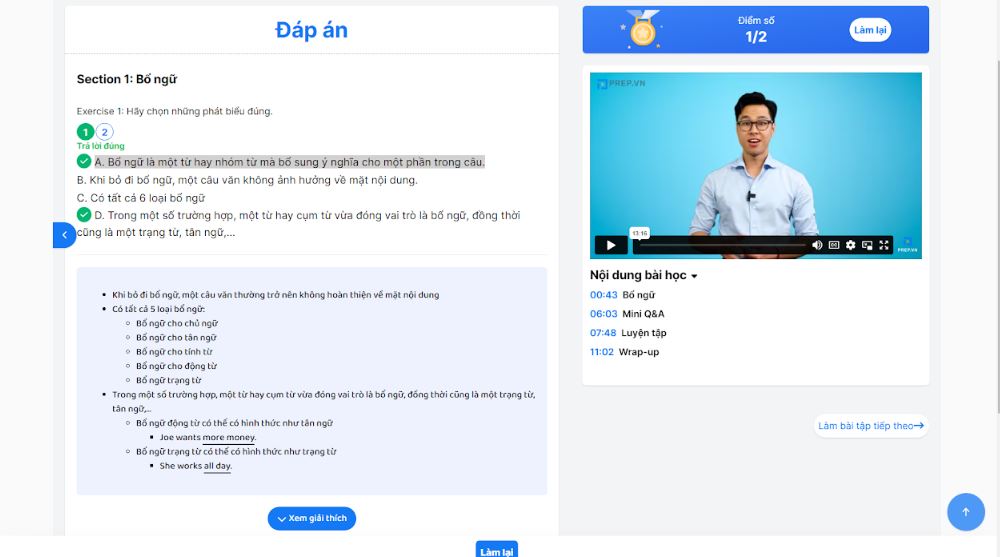 Đáp án
Section 1: Bổ ngữ
Exercise 1: Hãy chọn những phát biểu đúng.
1 2
Trả lời đúng
A. Bổ ngữ là một từ hay nhóm từ mà bổ sung ý nghĩa cho một phần trong câu.
B. Khi bỏ đi bổ ngữ, một câu văn không ảnh hưởng về mặt nội dung.
C. Có tất cả 6 loại bổ ngữ
D. Trong một số trường hợp, một từ hay cụm từ vừa đóng vai trò là bổ ngữ, đồng thời
cũng là một trạng từ, tân ngữ,...
Khi bỏ đi bổ ngữ, một câu văn thường trở nên không hoàn thiện về mặt nội dung
Có tất cả 5 loại bổ ngữ:
Bổ ngữ cho chủ ngữ
Bổ ngữ cho tân ngữ
Bổ ngữ cho tính từ
Bổ ngữ cho động từ
Bổ ngữ trạng từ
Trong một số trường hợp, một từ hay cụm từ vừa đóng vai trò là bổ ngữ, đồng thời cũng là một trạng từ,
tân ngữ,...
Bổ ngữ động từ có thể có hình thức như tân ngữ
Joe wants more money.
Bổ ngữ trạng từ có thể có hình thức như trạng từ
She works all day.
Xem giải thích
Làm lại
Điểm số
1/2
Làm lại
PREP.VN
13:16
PREP.VN
Nội dung bài học
00:43 Bổ ngữ
06:03 Mini Q&A
07:48 Luyện tập
11:02 Wrap-up
Làm bài tập tiếp theo